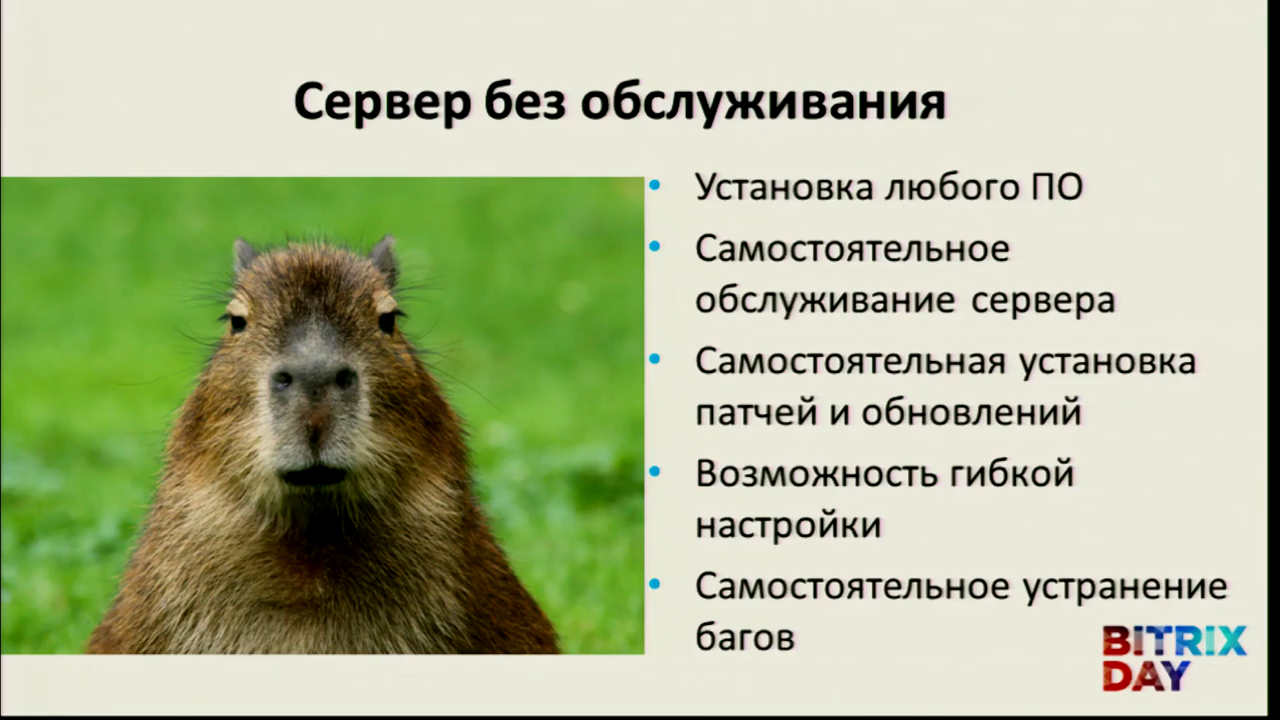 Сервер без обслуживания
Установка любого ПО
Самостоятельное
обслуживание сервера
Самостоятельная установка
патчей и обновлений
Возможность гибкой
настройки
Самостоятельное устранение
багов
BITRIX
DAY